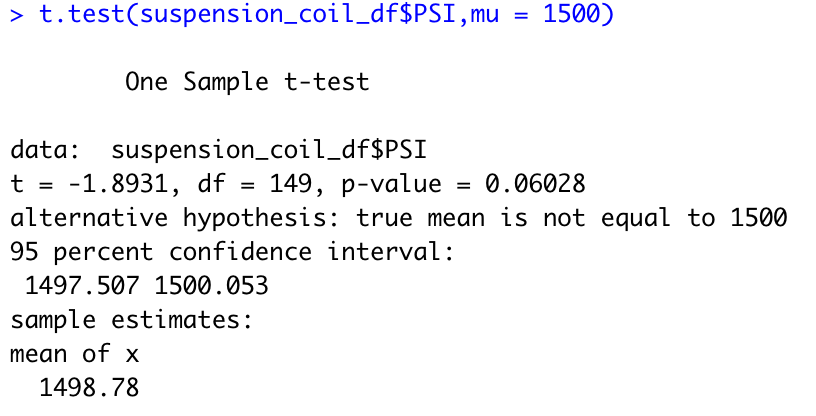 > t.test(suspension_coil_df$PSI,mu = 1500)
One Sample t-test
data:  suspension_coil_df$PSI
t = -1.8931, df = 149, p-value = 0.06028
alternative hypothesis: true mean is not equal to 1500
95 percent confidence interval:
1497.507 1500.053
sample estimates:
mean of x
1498.78